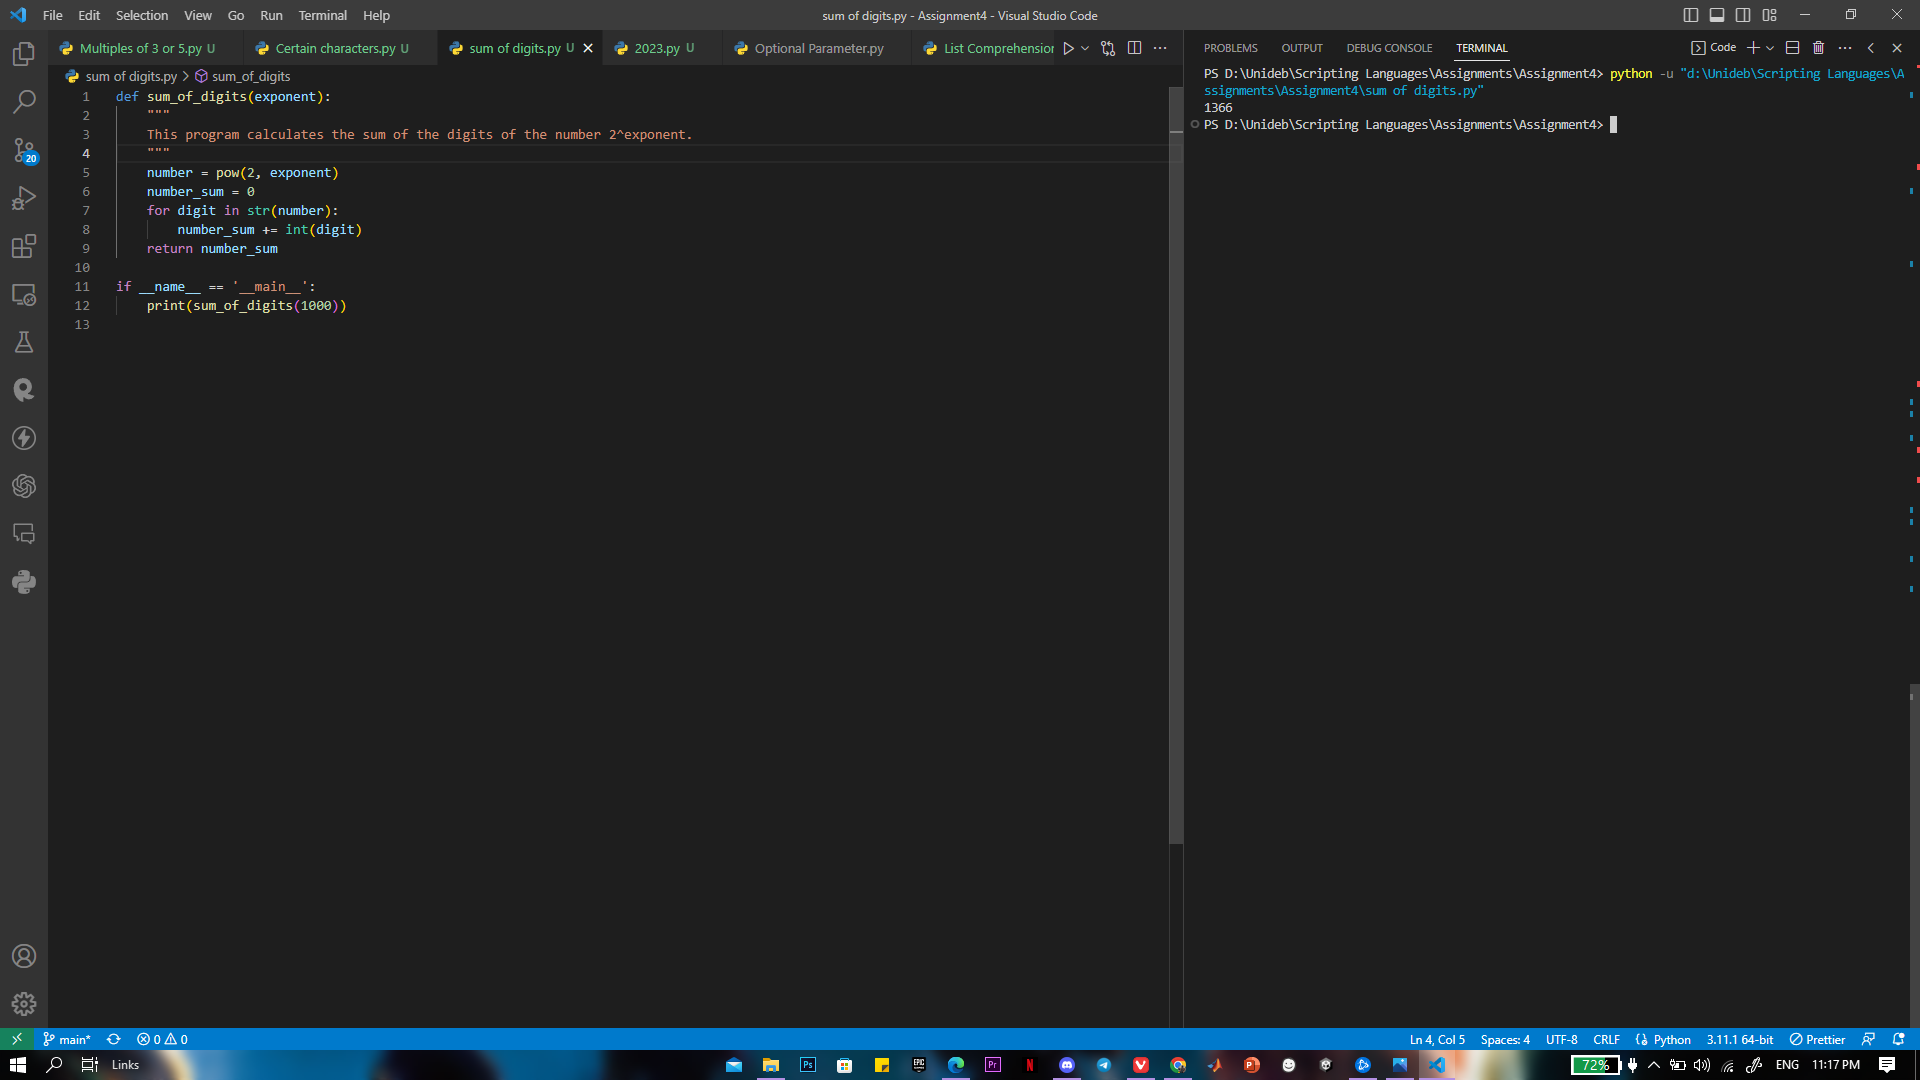 File Edit Selection View Go Run Terminal Help
sum of digits.py - Assignment4 - Visual Studio Code
Multiples of 3 or 5.py U
Certain characters.py U
sum of digits.py U
2023.py U
Optional Parameter.py
List Comprehension
sum of digits.py > sum_of_digits
1 def sum_of_digits(exponent):
2 """
3 This program calculates the sum of the digits of the number 2^exponent.
4 """
5 number = pow(2, exponent)
6 number_sum = 0
7 for digit in str(number):
8 number_sum += int(digit)
9 return number_sum
10
11 if __name__ == '__main__':
12 print(sum_of_digits(1000))
13
PROBLEMS OUTPUT DEBUG CONSOLE TERMINAL
Code
PS D:\Unideb\Scripting Languages\Assignments\Assignment4> python -u "d:\Unideb\Scripting Languages\A
ssignments\Assignment4\sum of digits.py"
1366
PS D:\Unideb\Scripting Languages\Assignments\Assignment4>
20
main* 0 0
Ln 4, Col 5 Spaces: 4 UTF-8 CRLF Python 3.11.1 64-bit Prettier
Links
Ps
EPIC
Pr
N
72%
ENG
11:17 PM